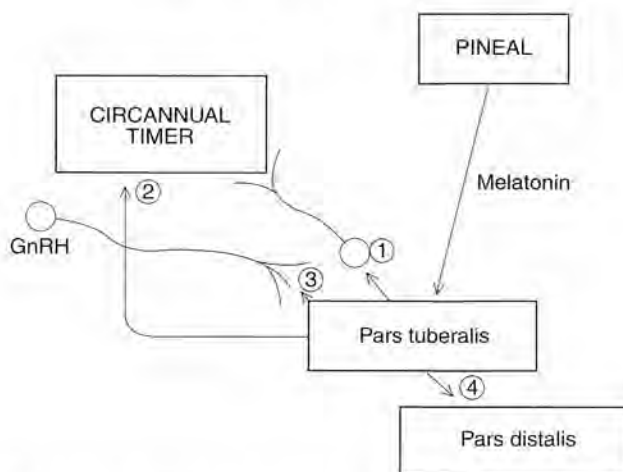 PINEAL
CIRCANNUAL
TIMER
Melatonin
②
GnRH
①
③
Pars tuberalis
④
Pars distalis